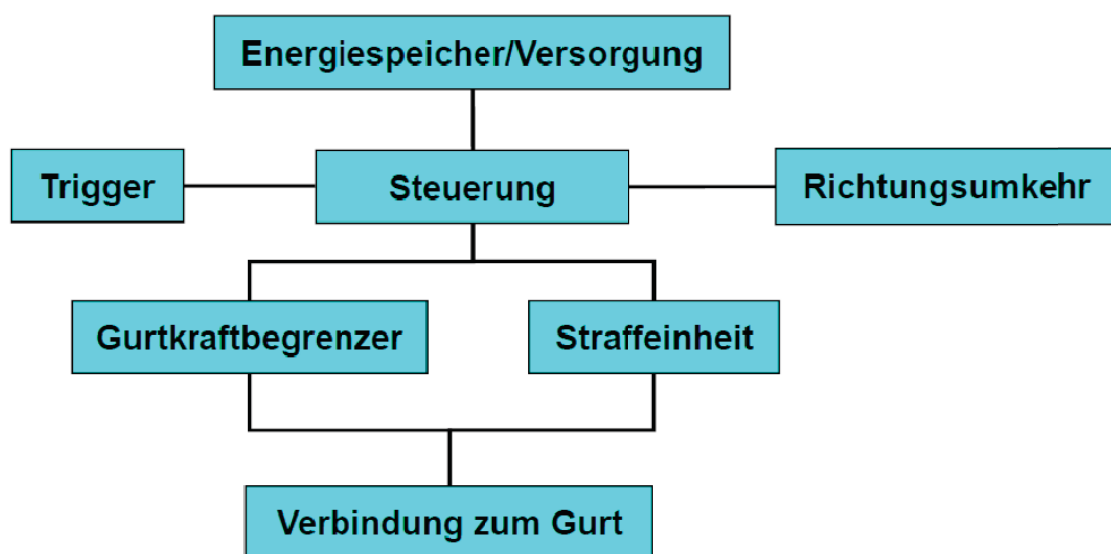 Energiespeicher/Versorgung
Trigger
Steuerung
Richtungsumkehr
Gurtkraftbegrenzer
Straffeinheit
Verbindung zum Gurt